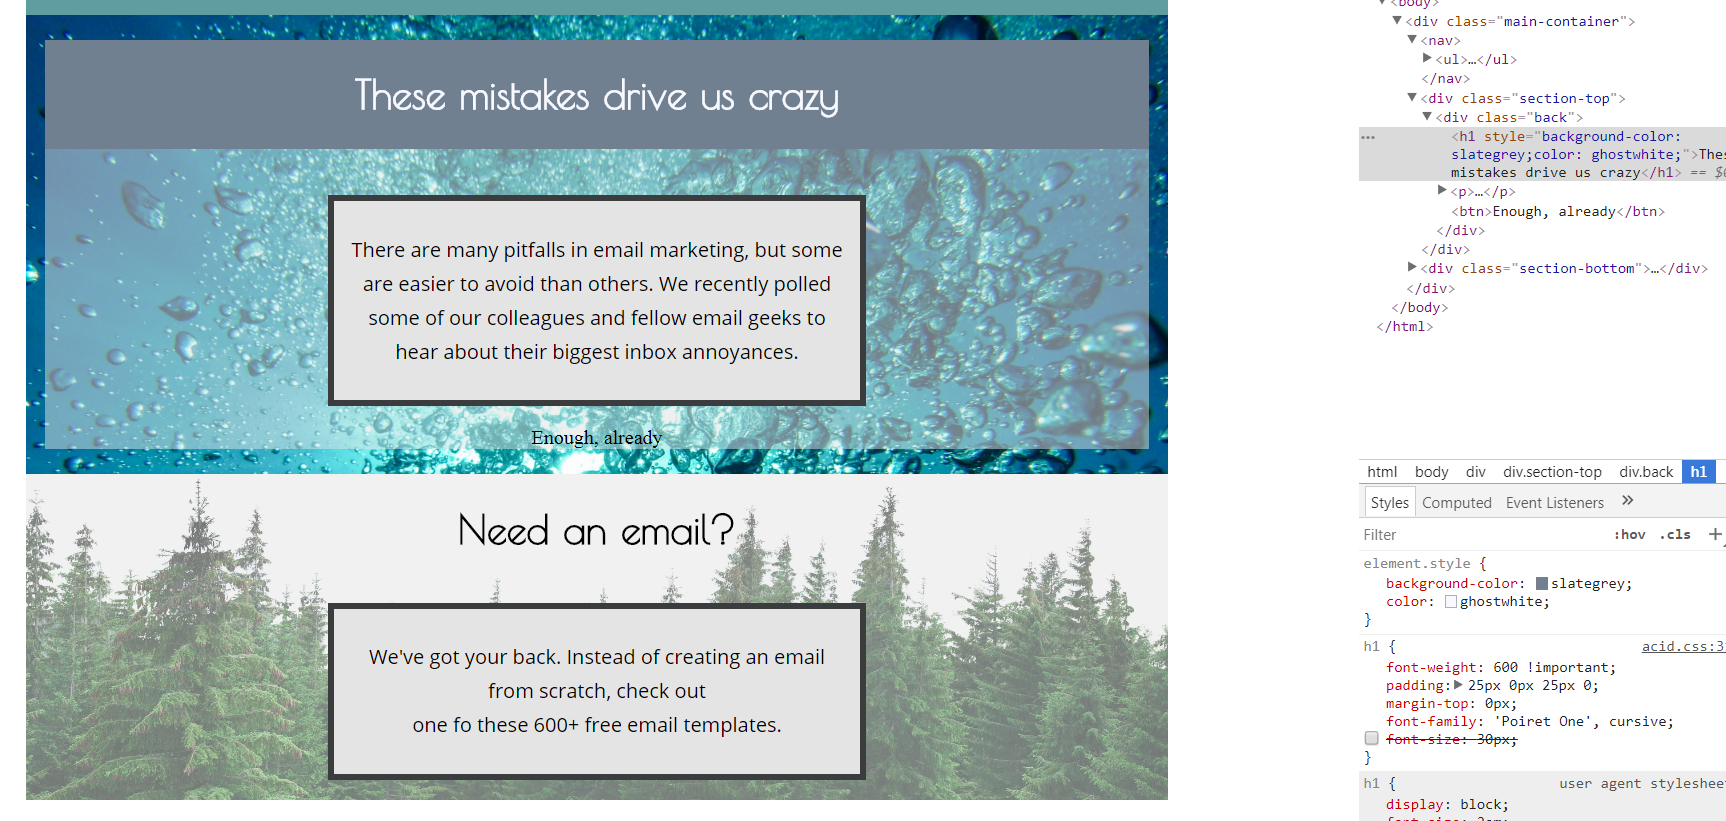 These mistakes drive us crazy
There are many pitfalls in email marketing, but some
are easier to avoid than others. We recently polled
some of our colleagues and fellow email geeks to
hear about their biggest inbox annoyances.
Enough, already
Need an email?
We've got your back. Instead of creating an email
from scratch, check out
one fo these 600+ free email templates.
<body>
<div class="main-container">
<nav>
<ul>…</ul>
</nav>
<div class="section-top">
<div class="back">
<h1 style="background-color:
slategrey;color: ghostwhite;">Thes
mistakes drive us crazy</h1> == $
<p>…</p>
<btn>Enough, already</btn>
</div>
</div>
<div class="section-bottom">…</div>
</div>
</body>
</html>
html body div div.section-top div.back h1
Styles Computed Event Listeners »
Filter :hov .cls +
element.style {
background-color: slategrey;
color: ghostwhite;
}
h1 { acid.css:3
font-weight: 600 !important;
padding: 25px 0px 25px 0;
margin-top: 0px;
font-family: 'Poiret One', cursive;
font-size: 30px;
}
h1 { user agent stylesheet
display: block;
font-size: 2em;